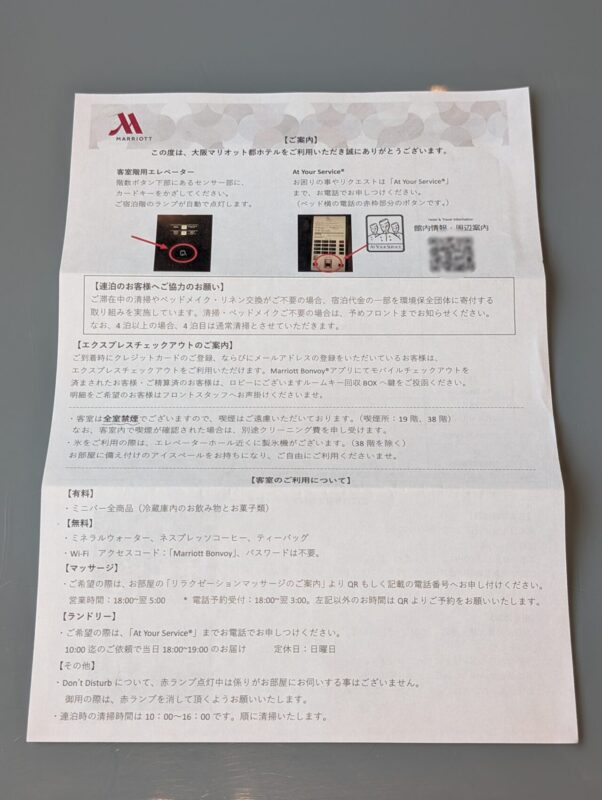 MARRIOTT
【ご案内】
この度は、大阪マリオット都ホテルをご利用いただき誠にありがとうございます。
客室階用エレベーター
階数ボタン下部にあるセンサー部に、
カードキーをかざしてください。
ご宿泊階のランプが自動で点灯します。
At Your Service®
お困りの事やリクエストは「At Your Service®」
まで、お電話でお申しつけください。
(ベッド横の電話の赤枠部分のボタンです。)
AT YOUR SERVICE
Hotel & Travel Information
館内情報・周辺案内
【連泊のお客様へご協力のお願い】
ご滞在中の清掃やベッドメイク・リネン交換がご不要の場合、宿泊代金の一部を環境保全団体に寄付する
取り組みを実施しています。清掃・ベッドメイクご不要の場合は、予めフロントまでお知らせください。
なお、4泊以上の場合、4泊目は通常清掃とさせていただきます。
【エクスプレスチェックアウトのご案内】
ご到着時にクレジットカードのご登録、ならびにメールアドレスの登録をいただいているお客様は、
エクスプレスチェックアウトをご利用いただけます。Marriott Bonvoy®アプリにてモバイルチェックアウトを
済まされたお客様・ご精算済のお客様は、ロビーにございますルームキー回収BOXへ鍵をご投函ください。
明細をご希望のお客様はフロントスタッフへお声掛けくださいませ。
・客室は全室禁煙でございますので、喫煙はご遠慮いただいております。(喫煙所:19階、38階)
なお、客室内で喫煙が確認された場合は、別途クリーニング費を申し受けます。
・氷をご利用の際は、エレベーターホール近くに製氷機がございます。(38階を除く)
お部屋に備え付けのアイスペールをお持ちになり、ご自由にご利用くださいませ。
【客室のご利用について】
【有料】
・ミニバー全商品(冷蔵庫内のお飲み物とお菓子類)
【無料】
・ミネラルウォーター、ネスプレッソコーヒー、ティーバッグ
・Wi-Fi アクセスコード:「Marriott Bonvoy」、パスワードは不要。
【マッサージ】
・ご希望の際は、お部屋の「リラクゼーションマッサージのご案内」よりQRもしく記載の電話番号へお申し付けください。
営業時間:18:00~翌5:00 * 電話予約受付:18:00~翌3:00。左記以外のお時間はQRよりご予約をお願いいたします。
【ランドリー】
・ご希望の際は、「At Your Service®」までお電話でお申しつけください。
10:00迄のご依頼で当日18:00~19:00のお届け 定休日:日曜日
【その他】
・Don't Disturbについて、赤ランプ点灯中は係りがお部屋にお伺いする事はございません。
御用の際は、赤ランプを消して頂くようお願いいたします。
・連泊時の清掃時間は10:00~16:00です。順に清掃いたします。